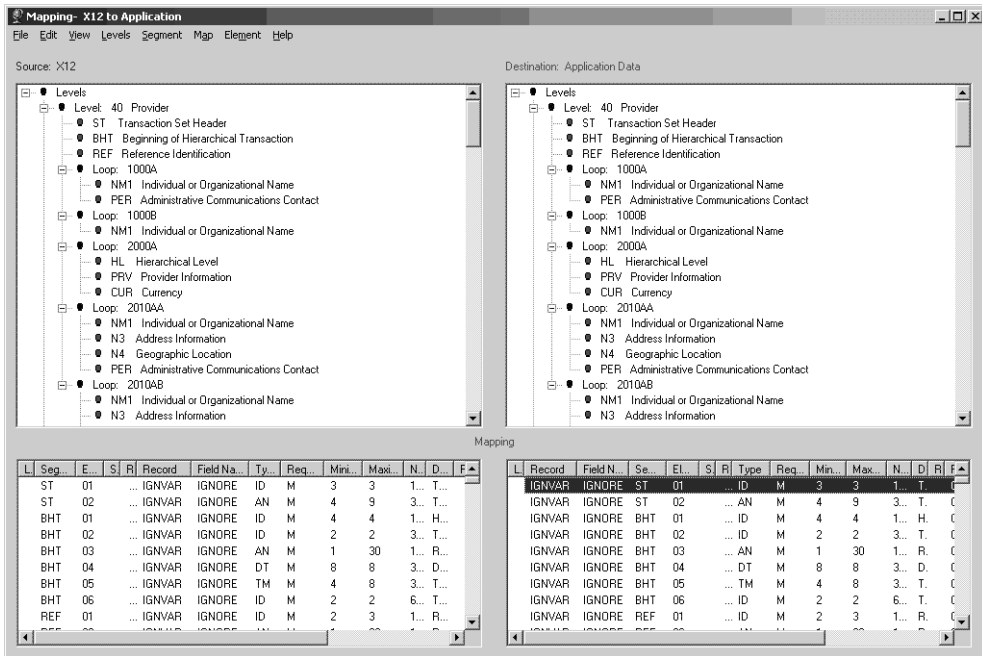 Mapping- X12 to Application
File Edit View Levels Segment Map Element Help
Source: X12
Levels
Level: 40 Provider
ST Transaction Set Header
BHT Beginning of Hierarchical Transaction
REF Reference Identification
Loop: 1000A
NM1 Individual or Organizational Name
PER Administrative Communications Contact
Loop: 1000B
NM1 Individual or Organizational Name
Loop: 2000A
HL Hierarchical Level
PRV Provider Information
CUR Currency
Loop: 2010AA
NM1 Individual or Organizational Name
N3 Address Information
N4 Geographic Location
PER Administrative Communications Contact
Loop: 2010AB
NM1 Individual or Organizational Name
N3 Address Information
Destination: Application Data
Levels
Level: 40 Provider
ST Transaction Set Header
BHT Beginning of Hierarchical Transaction
REF Reference Identification
Loop: 1000A
NM1 Individual or Organizational Name
PER Administrative Communications Contact
Loop: 1000B
NM1 Individual or Organizational Name
Loop: 2000A
HL Hierarchical Level
PRV Provider Information
CUR Currency
Loop: 2010AA
NM1 Individual or Organizational Name
N3 Address Information
N4 Geographic Location
PER Administrative Communications Contact
Loop: 2010AB
NM1 Individual or Organizational Name
N3 Address Information
Mapping
L. Seg... E... S. R Record Field Na... Ty... Req... Mini... Maxi... N... D... F
ST 01 ... IGNVAR IGNORE ID M 3 3 1... T...
ST 02 ... IGNVAR IGNORE AN M 4 9 3... T...
BHT 01 ... IGNVAR IGNORE ID M 4 4 1... H...
BHT 02 ... IGNVAR IGNORE ID M 2 2 3... T...
BHT 03 ... IGNVAR IGNORE AN M 1 30 1... R...
BHT 04 ... IGNVAR IGNORE DT M 8 8 3... D...
BHT 05 ... IGNVAR IGNORE TM M 4 8 3... T...
BHT 06 ... IGNVAR IGNORE ID M 2 2 6... T...
REF 01 ... IGNVAR IGNORE ID M 2 3 1... R...
L. Record Field N... Se... El... S. R Type Req... Min... Max... N... D R F
IGNVAR IGNORE ST 01 ... ID M 3 3 1... T.
IGNVAR IGNORE ST 02 ... AN M 4 9 3... T.
IGNVAR IGNORE BHT 01 ... ID M 4 4 1... H.
IGNVAR IGNORE BHT 02 ... ID M 2 2 3... T.
IGNVAR IGNORE BHT 03 ... AN M 1 30 1... R.
IGNVAR IGNORE BHT 04 ... DT M 8 8 3... D.
IGNVAR IGNORE BHT 05 ... TM M 4 8 3... T.
IGNVAR IGNORE BHT 06 ... ID M 2 2 6... T.
IGNVAR IGNORE REF 01 ... ID M 2 3 1... R.